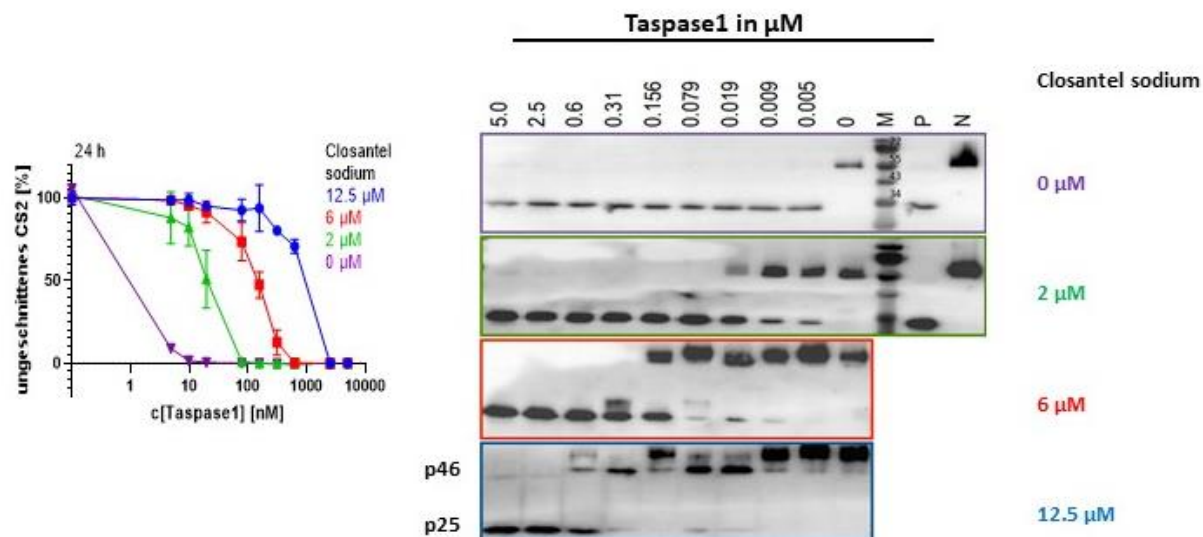 24 h
Closantel
sodium
12.5 µM
6 µM
2 µM
0 µM
ungeschnittenes CS2 [%]
100
50
0
1
10
100
1000
10000
c[Taspase1] [nM]
Taspase1 in µM
5.0
2.5
0.6
0.31
0.156
0.079
0.019
0.009
0.005
0
M
P
N
Closantel sodium
55
43
34
0 µM
2 µM
6 µM
p46
p25
12.5 µM